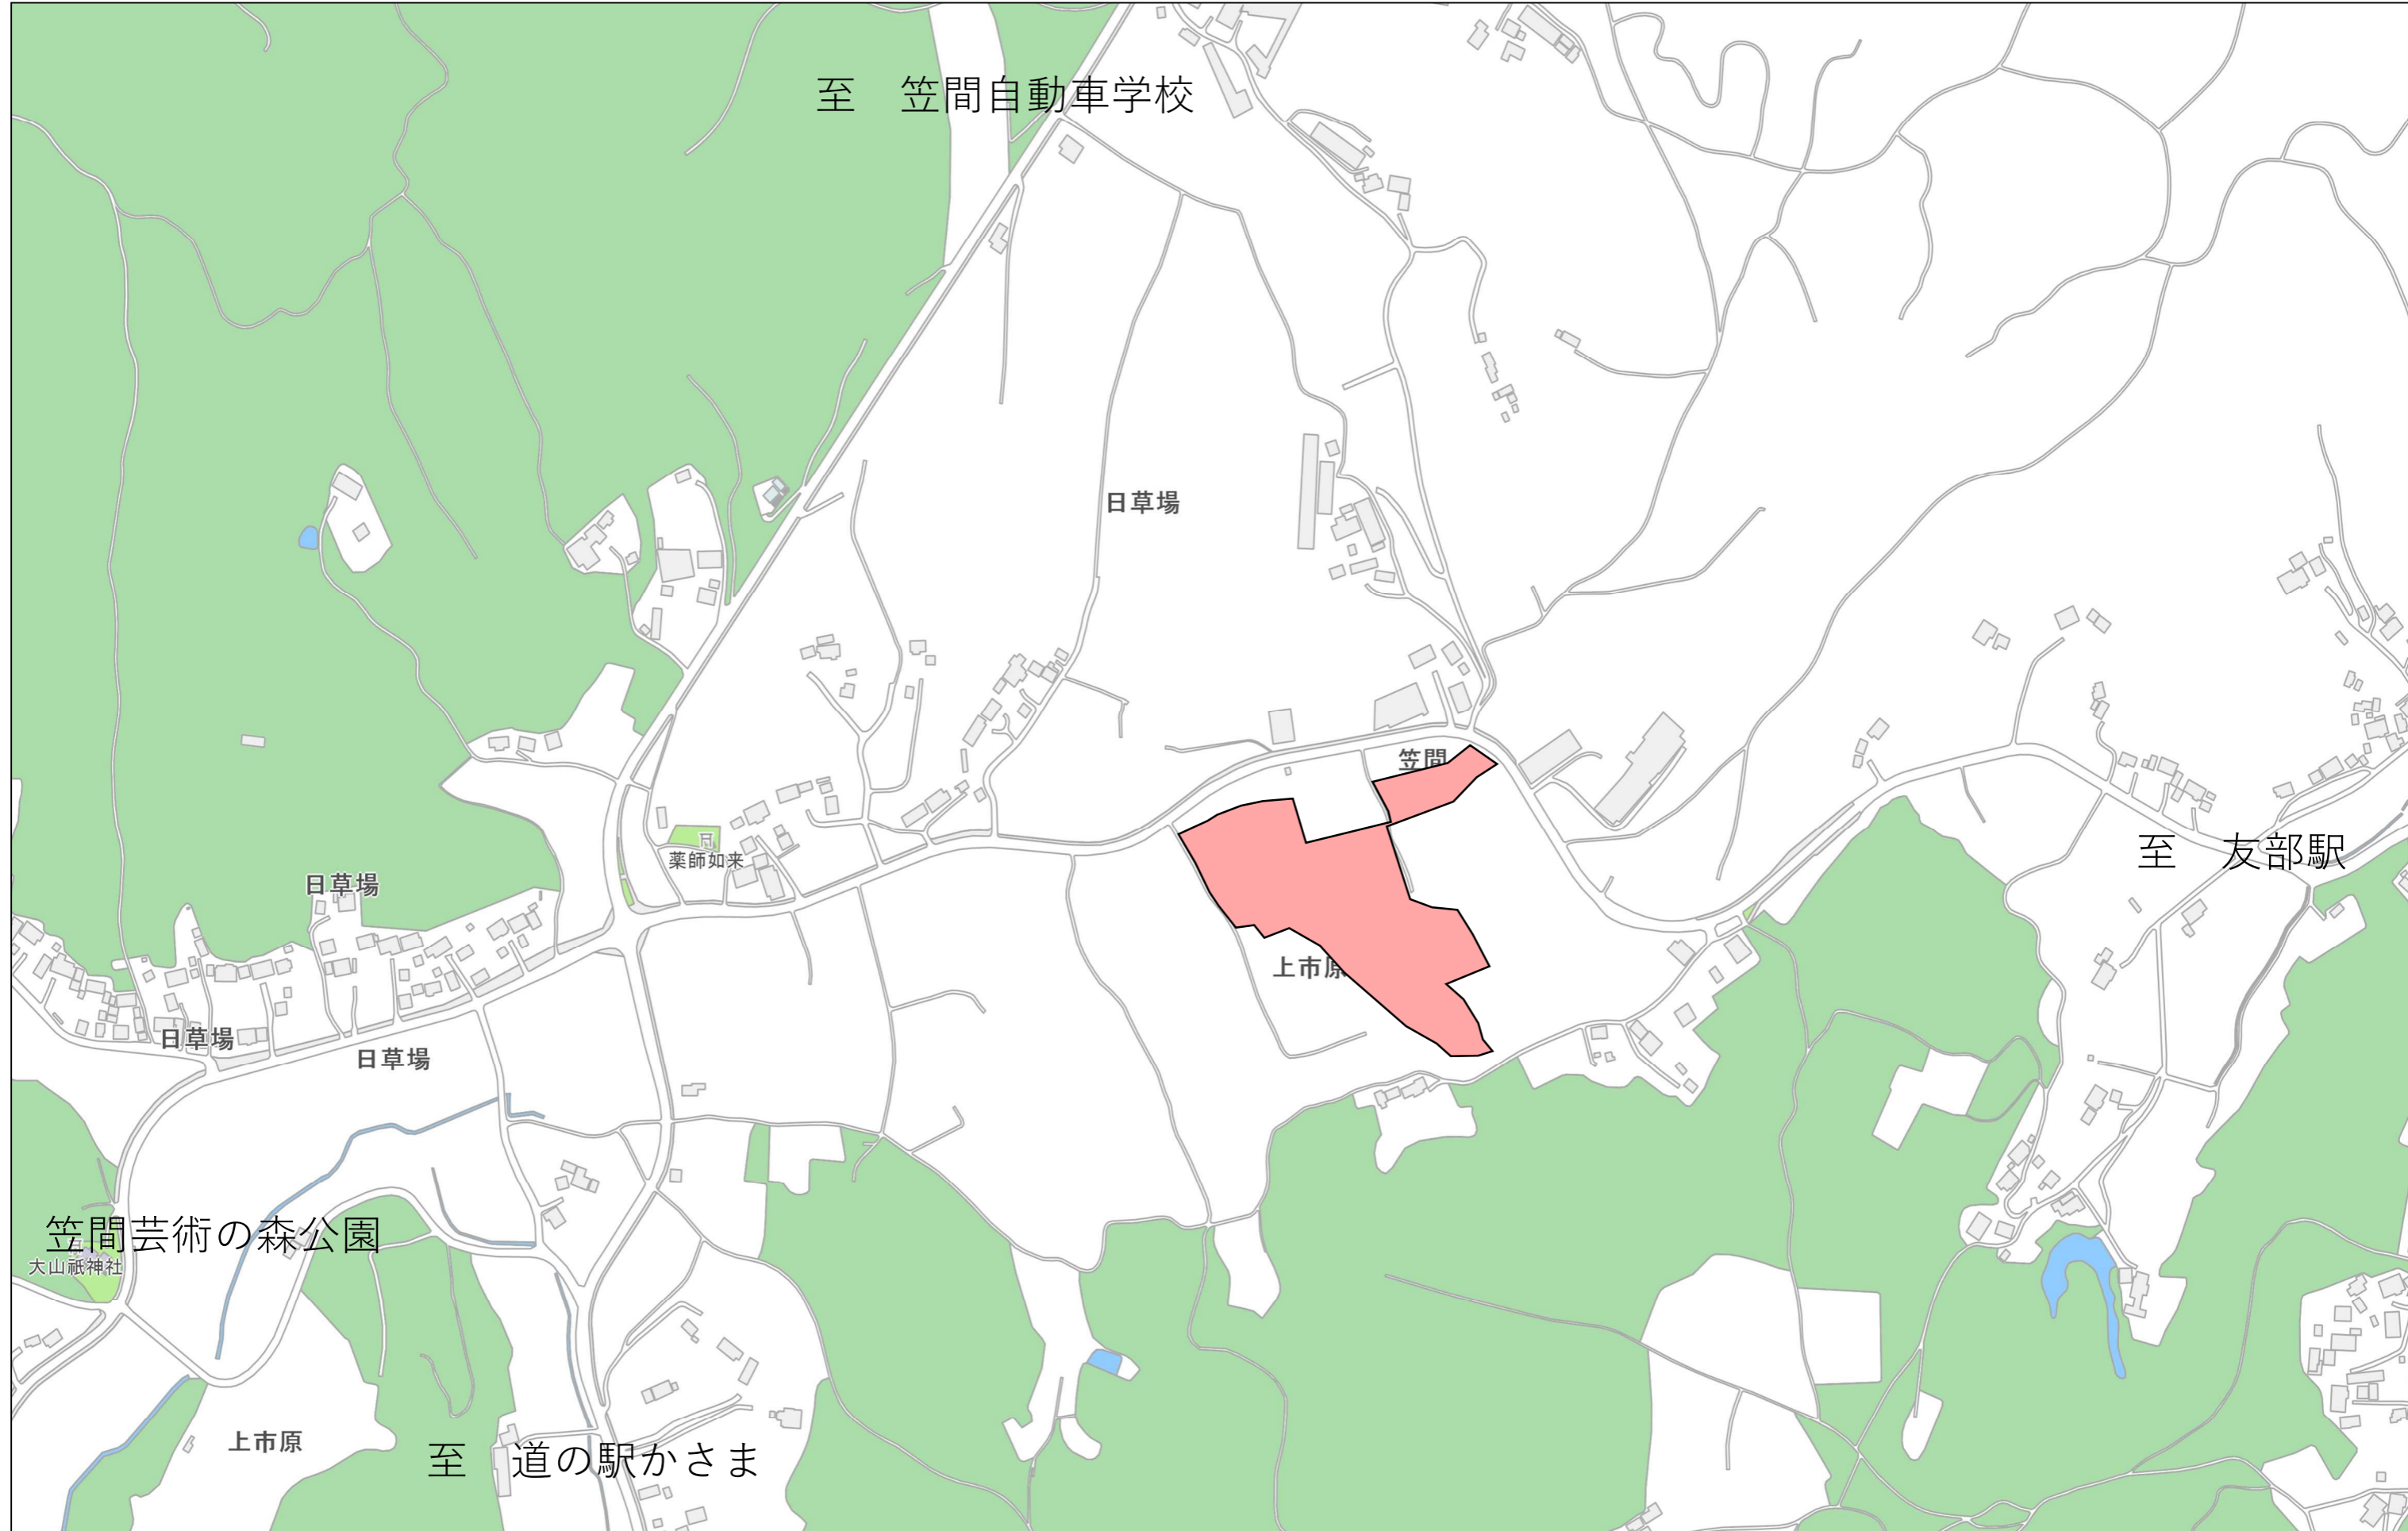 至　笠間自動車学校
日草場
笠間
至　友部駅
薬師如来
日草場
上市原
日草場
日草場
笠間芸術の森公園
大山祇神社
上市原
至　道の駅かさま